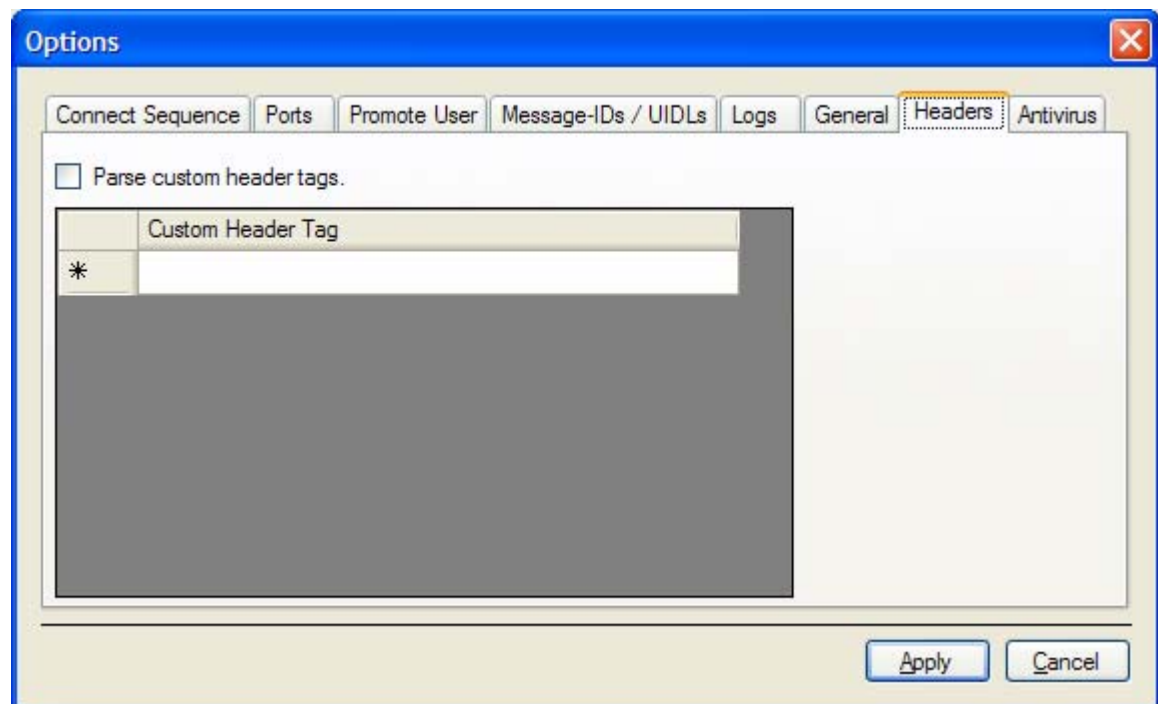 Options
Connect Sequence Ports Promote User Message-IDs / UIDLs Logs General Headers Antivirus
Parse custom header tags.
Custom Header Tag
Apply Cancel